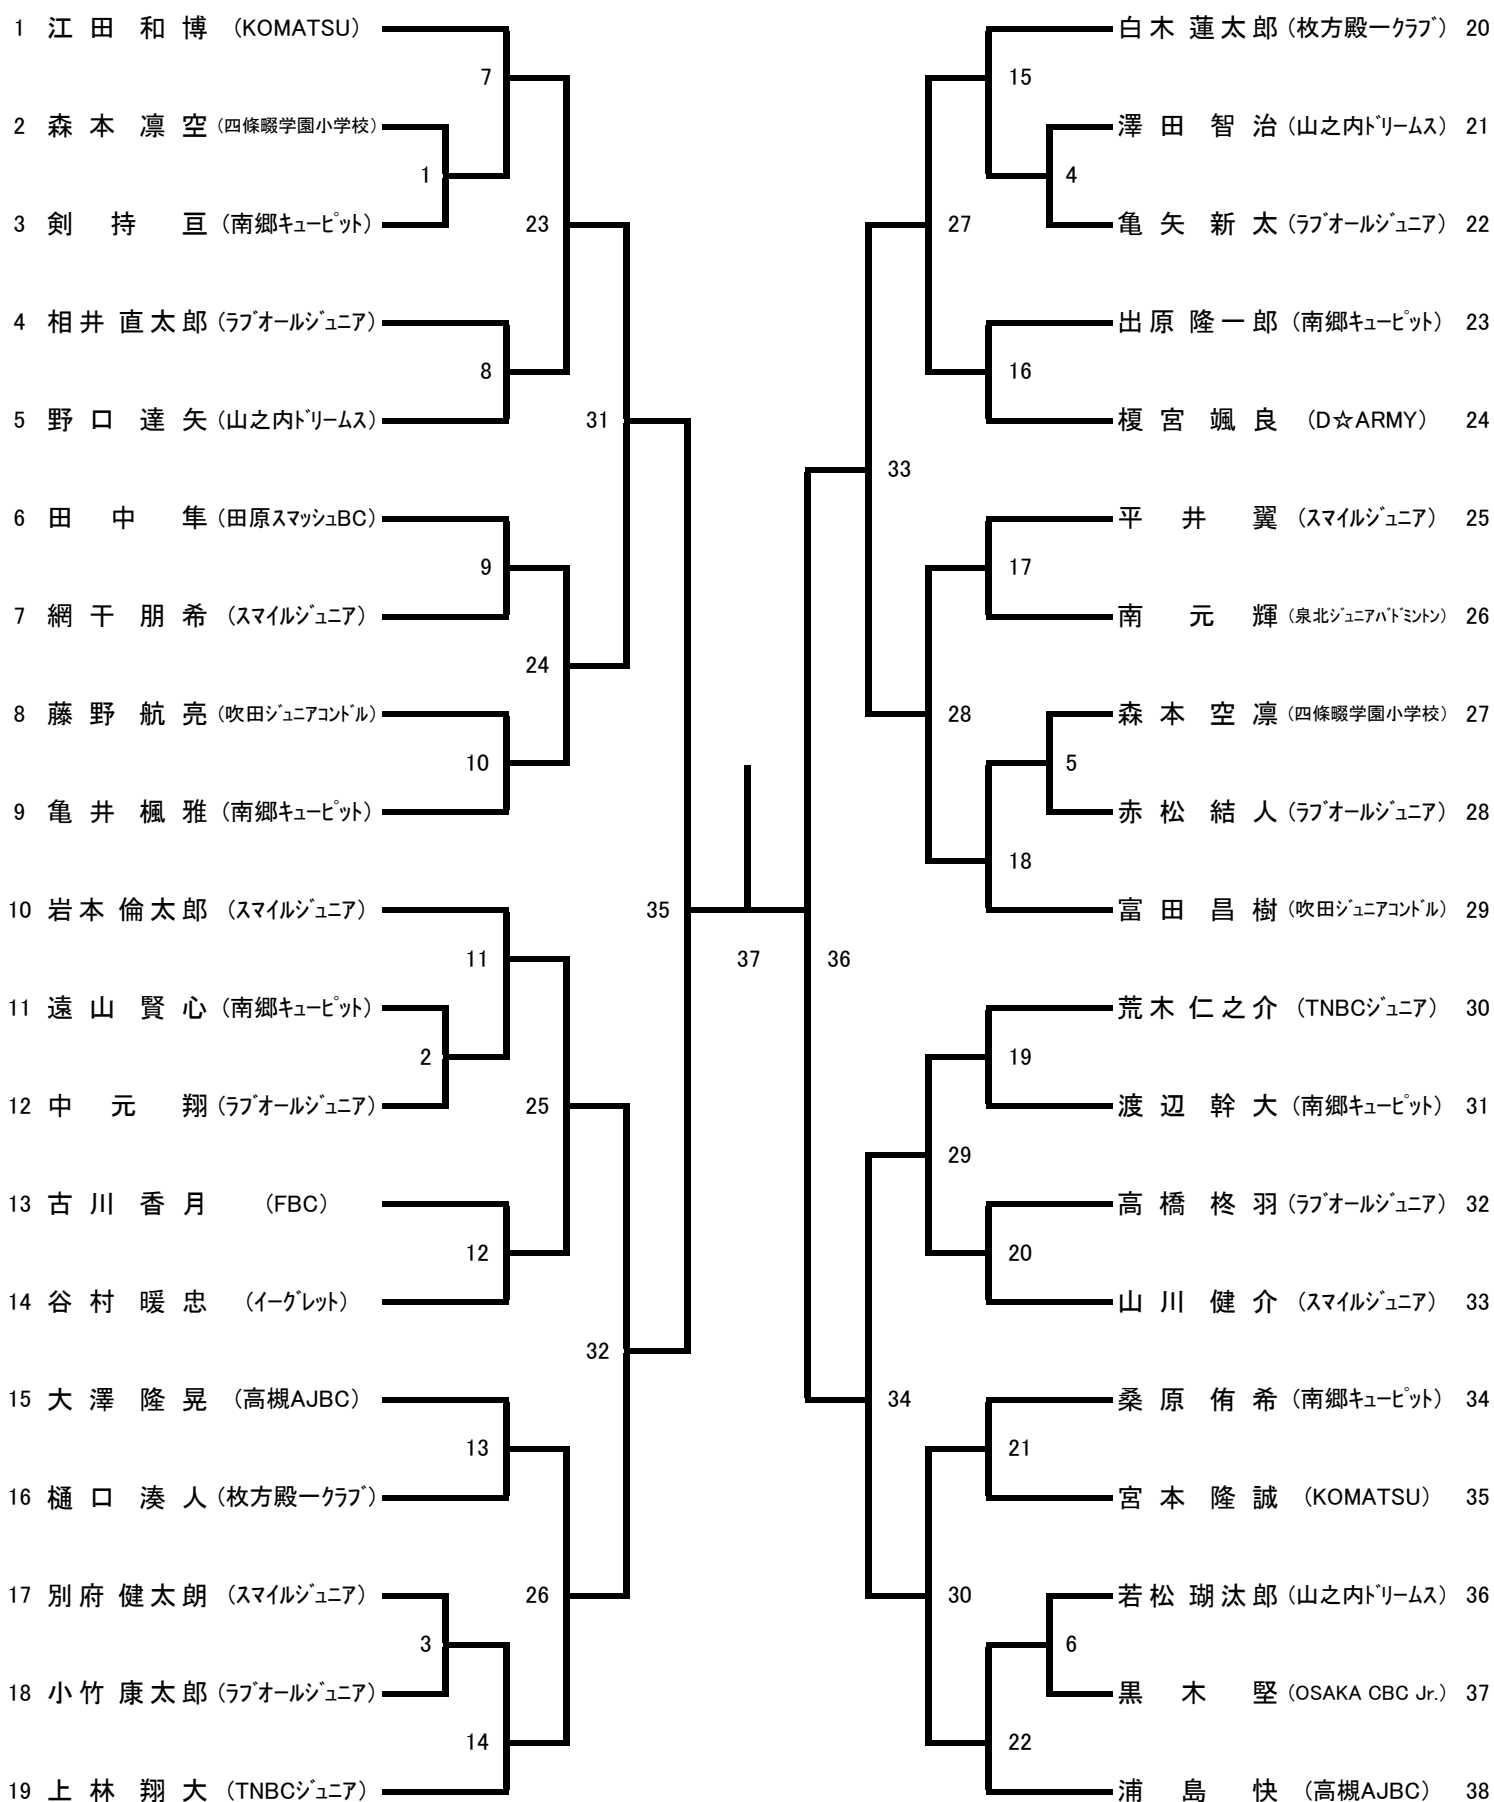 1 江田 和博 (KOMATSU)
7
2 森本 凛空 (四條畷学園小学校)
1
3 剣持 亘 (南郷キューピット)
23
4 相井 直太郎 (ラブオールジュニア)
8
5 野口 達矢 (山之内ドリームス)
31
6 田中 隼 (田原スマッシュBC)
9
7 網干 朋希 (スマイルジュニア)
24
8 藤野 航亮 (吹田ジュニアコンドル)
10
9 亀井 楓雅 (南郷キューピット)
10 岩本 倫太郎 (スマイルジュニア)
35
11
11 遠山 賢心 (南郷キューピット)
2
12 中元 翔 (ラブオールジュニア)
25
13 古川 香月 (FBC)
12
14 谷村 暖忠 (イーグレット)
32
15 大澤 隆晃 (高槻AJBC)
13
16 樋口 湊人 (枚方殿一クラブ)
17 別府 健太朗 (スマイルジュニア)
26
3
18 小竹 康太郎 (ラブオールジュニア)
14
19 上林 翔大 (TNBCジュニア)
37
白木 蓮太郎 (枚方殿一クラブ) 20
15
澤田 智治 (山之内ドリームス) 21
4
亀矢 新太 (ラブオールジュニア) 22
27
出原 隆一郎 (南郷キューピット) 23
16
榎宮 颯良 (D☆ARMY) 24
33
平井 翼 (スマイルジュニア) 25
17
南 元輝 (泉北ジュニアバドミントン) 26
28
森本 空凛 (四條畷学園小学校) 27
5
赤松 結人 (ラブオールジュニア) 28
18
富田 昌樹 (吹田ジュニアコンドル) 29
36
荒木 仁之介 (TNBCジュニア) 30
19
渡辺 幹大 (南郷キューピット) 31
29
高橋 柊羽 (ラブオールジュニア) 32
20
山川 健介 (スマイルジュニア) 33
34
桑原 侑希 (南郷キューピット) 34
21
宮本 隆誠 (KOMATSU) 35
30
若松 瑚汰郎 (山之内ドリームス) 36
6
黒木 堅 (OSAKA CBC Jr.) 37
22
浦島 快 (高槻AJBC) 38